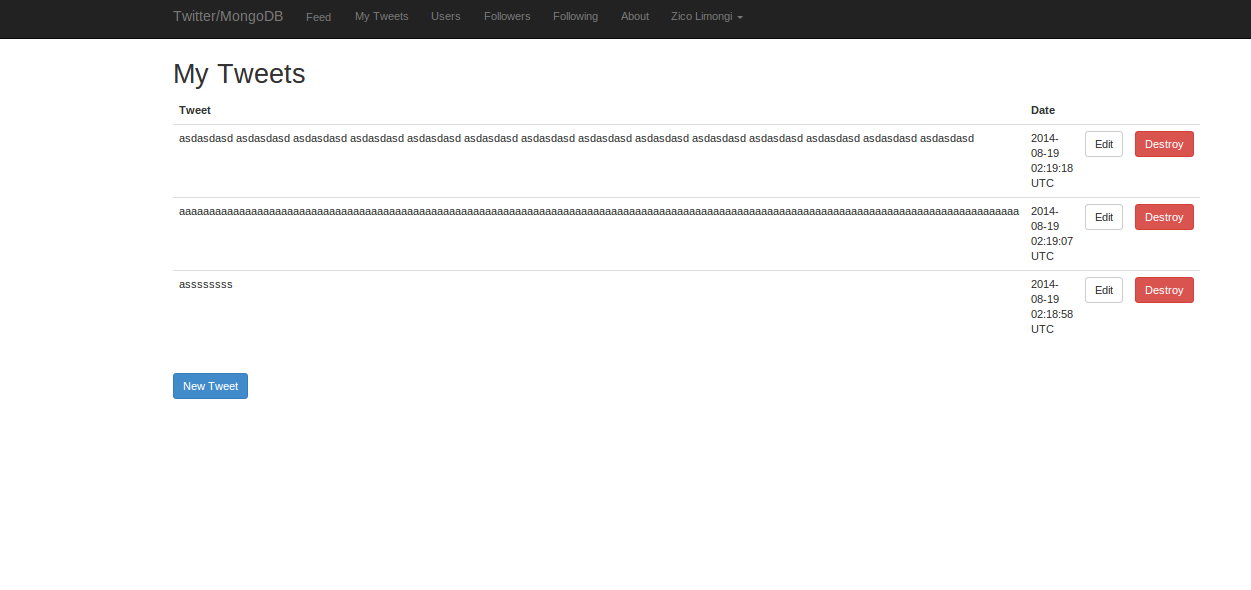 Twitter/MongoDB Feed My Tweets Users Followers Following About Zico Limongi
My Tweets
Tweet Date
asdasdasd asdasdasd asdasdasd asdasdasd asdasdasd asdasdasd asdasdasd asdasdasd asdasdasd asdasdasd asdasdasd asdasdasd asdasdasd asdasdasd
2014-
08-19
02:19:18
UTC
Edit Destroy
aaaaaaaaaaaaaaaaaaaaaaaaaaaaaaaaaaaaaaaaaaaaaaaaaaaaaaaaaaaaaaaaaaaaaaaaaaaaaaaaaaaaaaaaaaaaaaaaaaaaaaaaaaaaaaaaaaaaaaaaaaaaaaaaaaaaaaaaaaaa
2014-
08-19
02:19:07
UTC
Edit Destroy
assssssss
2014-
08-19
02:18:58
UTC
Edit Destroy
New Tweet